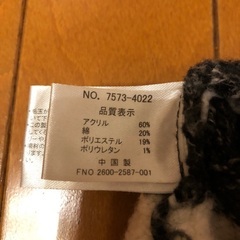 NO. 7573-4022
品質表示
アクリル 60%
綿 20%
ポリエステル 19%
ポリウレタン 1%
中国製
FNO 2600-2587-001